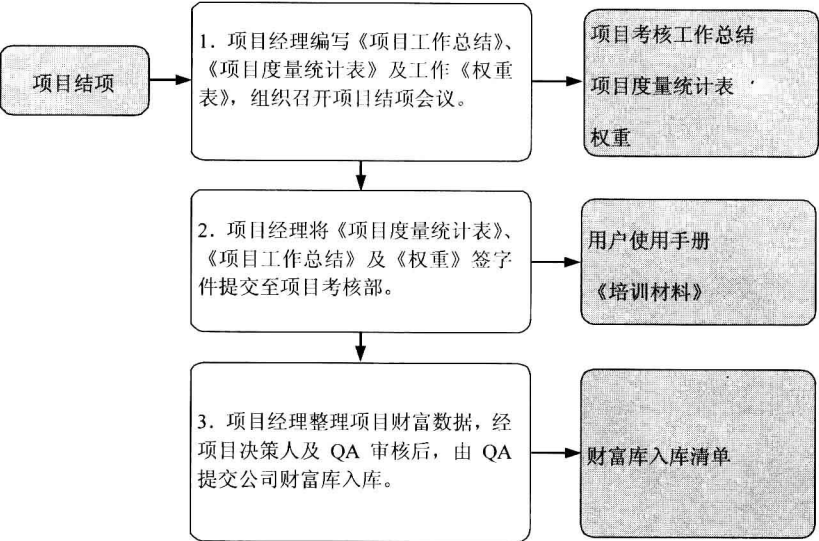 项目结项
1. 项目经理编写《项目工作总结》、
《项目度量统计表》及工作《权重
表》，组织召开项目结项会议。
项目考核工作总结
项目度量统计表
权重
2. 项目经理将《项目度量统计表》、
《项目工作总结》及《权重》签字
件提交至项目考核部。
用户使用手册
《培训材料》
3. 项目经理整理项目财富数据，经
项目决策人及 QA 审核后，由 QA
提交公司财富库入库。
财富库入库清单